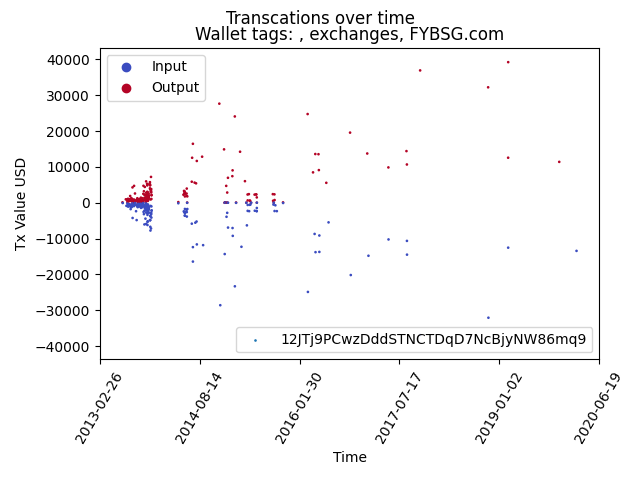 Transcations over time
Wallet tags: , exchanges, FYBSG.com
Tx Value USD
40000
30000
20000
10000
0
−10000
−20000
−30000
−40000
Input
Output
12JTj9PCwzDddSTNCTDqD7NcBjyNW86mq9
2013-02-26
2014-08-14
2016-01-30
2017-07-17
2019-01-02
2020-06-19
Time